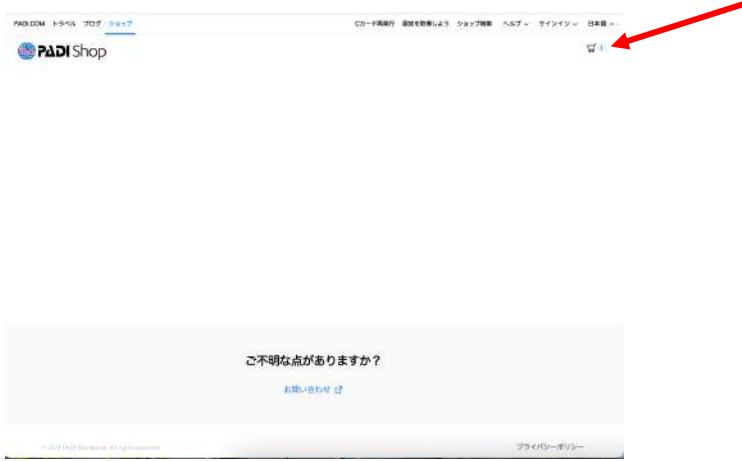 PADI.COM トラベル ブログ ショップ Cカード再発行 ショップ検索 ヘルプ サインイン 日本語
PADI Shop
1
ご不明な点がありますか？
お問い合わせ
プライバシーポリシー